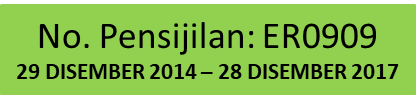 No. Pensijilan: ER0909
29 DISEMBER 2014 – 28 DISEMBER 2017